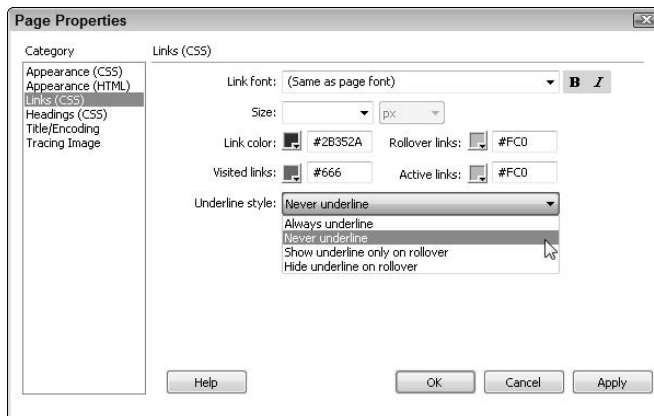 Page Properties
Category
Links (CSS)
Appearance (CSS)
Appearance (HTML)
Links (CSS)
Headings (CSS)
Title/Encoding
Tracing Image
Link font: (Same as page font) B I
Size: px
Link color: #2B352A Rollover links: #FC0
Visited links: #666 Active links: #FC0
Underline style: Never underline
Always underline
Never underline
Show underline only on rollover
Hide underline on rollover
Help OK Cancel Apply